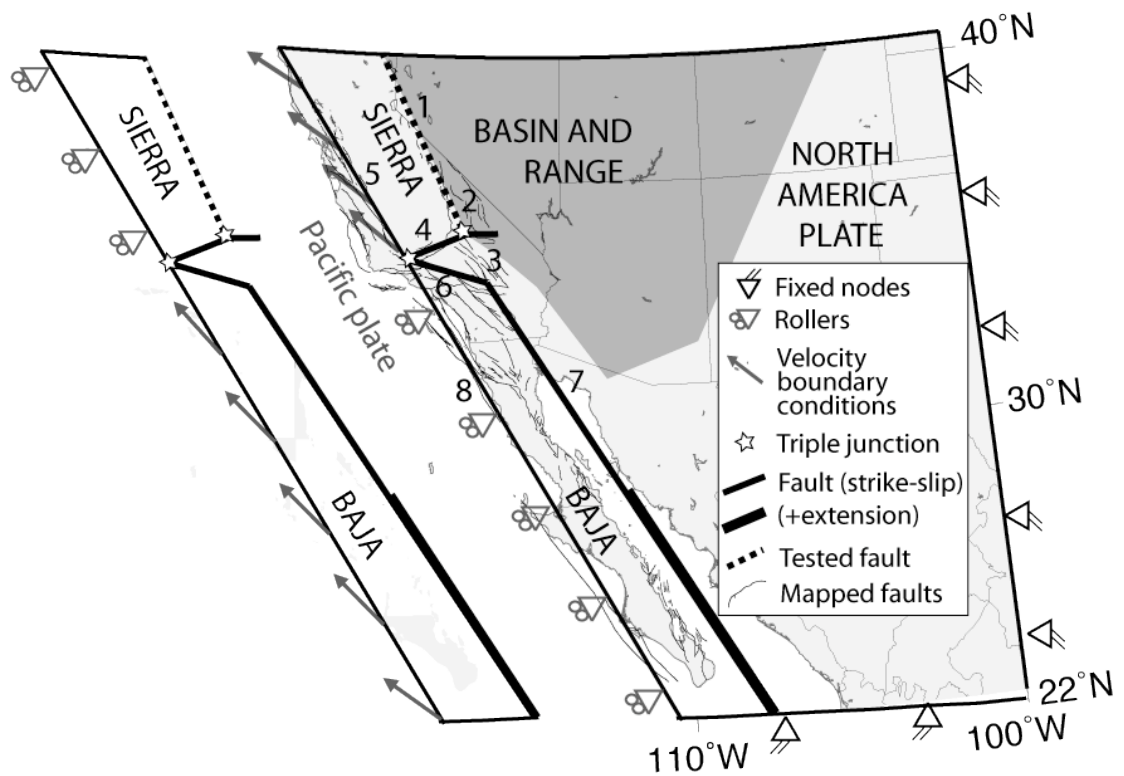 40°N
SIERRA
SIERRA
1
BASIN AND
RANGE
NORTH
AMERICA
PLATE
5
2
4
3
6
Pacific plate
8
7
30°N
BAJA
BAJA
Fixed nodes
Rollers
Velocity
boundary
conditions
Triple junction
Fault (strike-slip)
(+extension)
Tested fault
Mapped faults
22°N
110°W
100°W